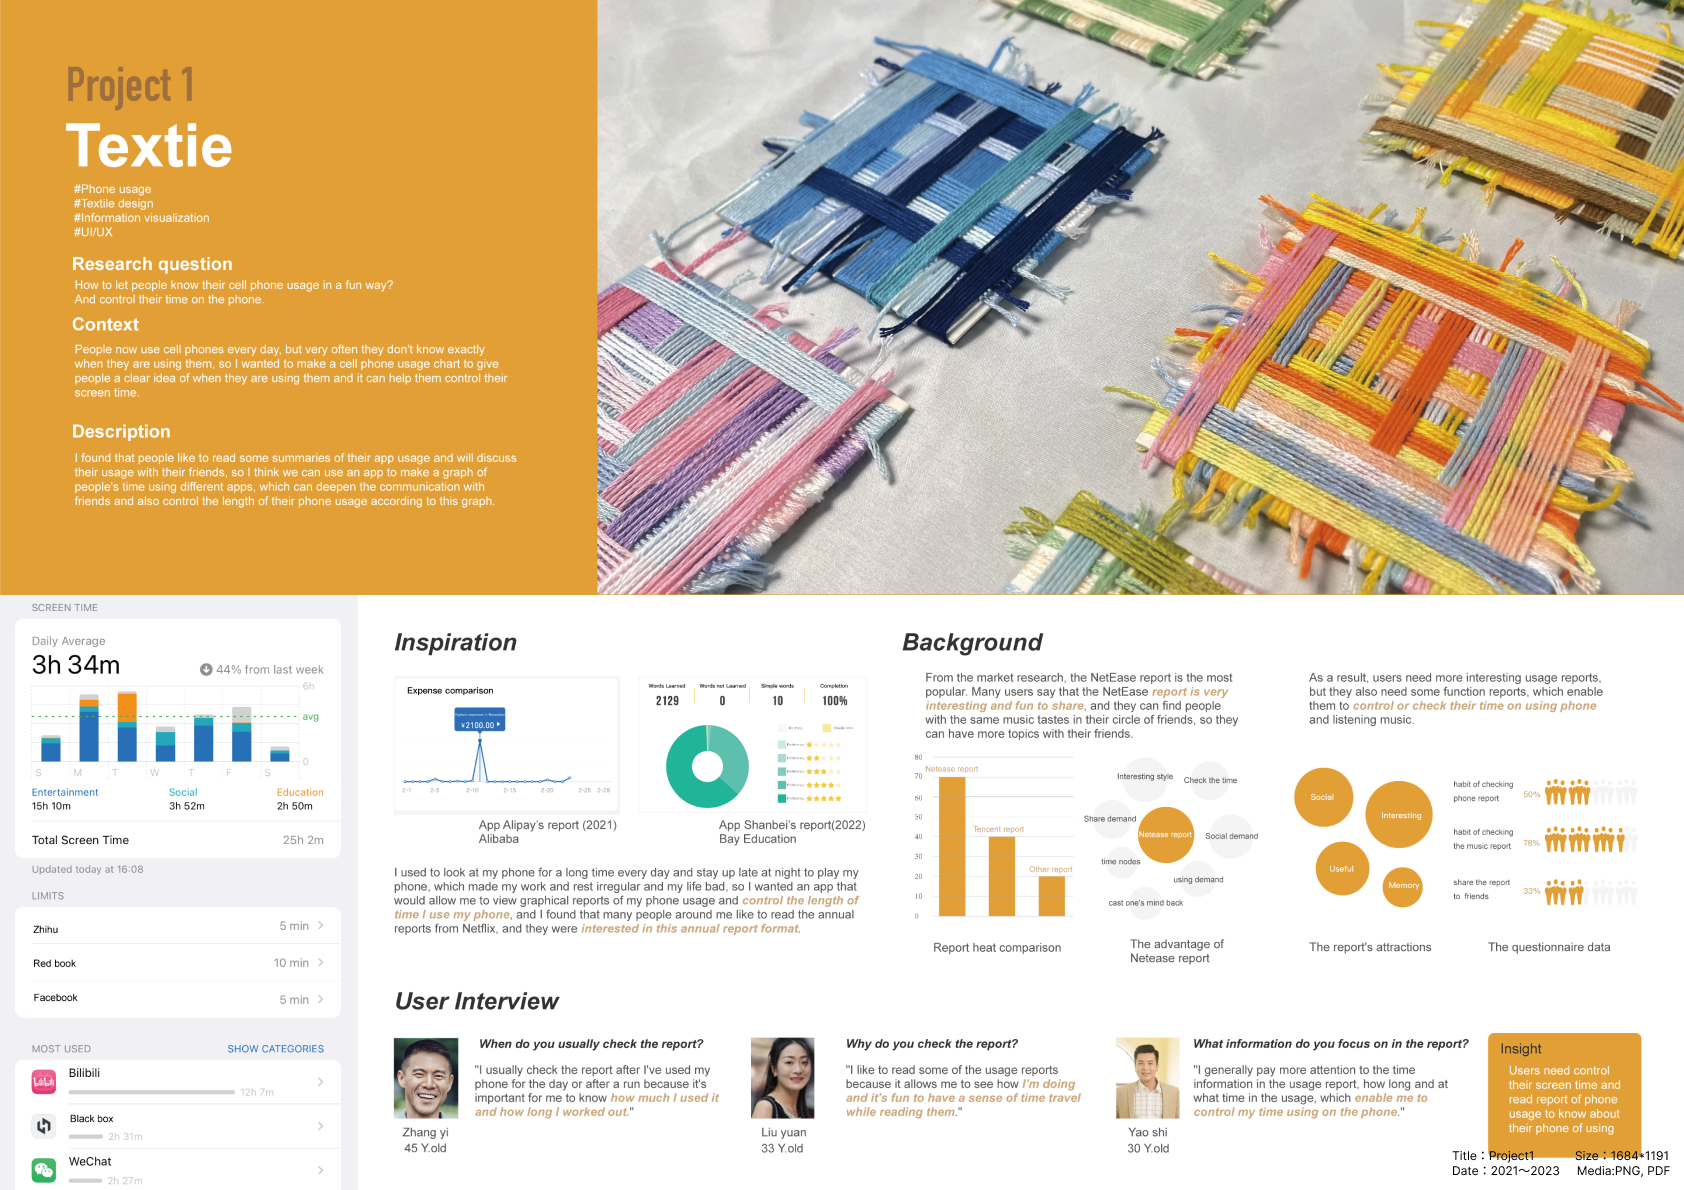 Project 1
Textie
#Phone usage
#Textile design
#Information visualization
#UI/UX
Research question
How to let people know their cell phone usage in a fun way?
And control their time on the phone.
Context
People now use cell phones every day, but very often they don't know exactly
when they are using them, so I wanted to make a cell phone usage chart to give
people a clear idea of when they are using them and it can help them control their
screen time.
Description
I found that people like to read some summaries of their app usage and will discuss
their usage with their friends, so I think we can use an app to make a graph of
people's time using different apps, which can deepen the communication with
friends and also control the length of their phone usage according to this graph.
SCREEN TIME
Daily Average
3h 34m
44% from last week
6h
avg
0
S M T W T F S
Entertainment Social Education
15h 10m 3h 52m 2h 50m
Total Screen Time 25h 2m
Updated today at 16:08
LIMITS
Zhihu 5 min
Red book 10 min
Facebook 5 min
MOST USED SHOW CATEGORIES
bilibili
Bilibili
12h 7m
Black box
2h 31m
WeChat
2h 27m
Inspiration
Expense comparison
¥2100.00
2-1 2-5 2-10 2-15 2-20 2-25 2-28
App Alipay's report (2021)
Alibaba
Words Learned Words not Learned Simple words Completion
2129 0 10 100%
App Shanbei's report(2022)
Bay Education
I used to look at my phone for a long time every day and stay up late at night to play my
phone, which made my work and rest irregular and my life bad, so I wanted an app that
would allow me to view graphical reports of my phone usage and control the length of
time I use my phone, and I found that many people around me like to read the annual
reports from Netflix, and they were interested in this annual report format.
Background
From the market research, the NetEase report is the most
popular. Many users say that the NetEase report is very
interesting and fun to share, and they can find people
with the same music tastes in their circle of friends, so they
can have more topics with their friends.
As a result, users need more interesting usage reports,
but they also need some function reports, which enable
them to control or check their time on using phone
and listening music.
80
70
60
50
40
30
20
10
0
Netease report
Tencent report
Other report
Report heat comparison
Interesting style
Check the time
Share demand
Netease report
Social demand
time nodes
using demand
cast one's mind back
The advantage of
Netease report
Social
Interesting
Useful
Memory
The report's attractions
habit of checking
phone report
50%
habit of checking
the music report
78%
share the report
to friends
33%
The questionnaire data
User Interview
When do you usually check the report?
"I usually check the report after I've used my
phone for the day or after a run because it's
important for me to know how much I used it
and how long I worked out."
Zhang yi
45 Y.old
Why do you check the report?
"I like to read some of the usage reports
because it allows me to see how I'm doing
and it's fun to have a sense of time travel
while reading them."
Liu yuan
33 Y.old
What information do you focus on in the report?
"I generally pay more attention to the time
information in the usage report, how long and at
what time in the usage, which enable me to
control my time using on the phone."
Yao shi
30 Y.old
Insight
Users need control
their screen time and
read report of phone
usage to know about
their phone of using
Title：Project1 Size：1684*1191
Date：2021～2023 Media:PNG, PDF